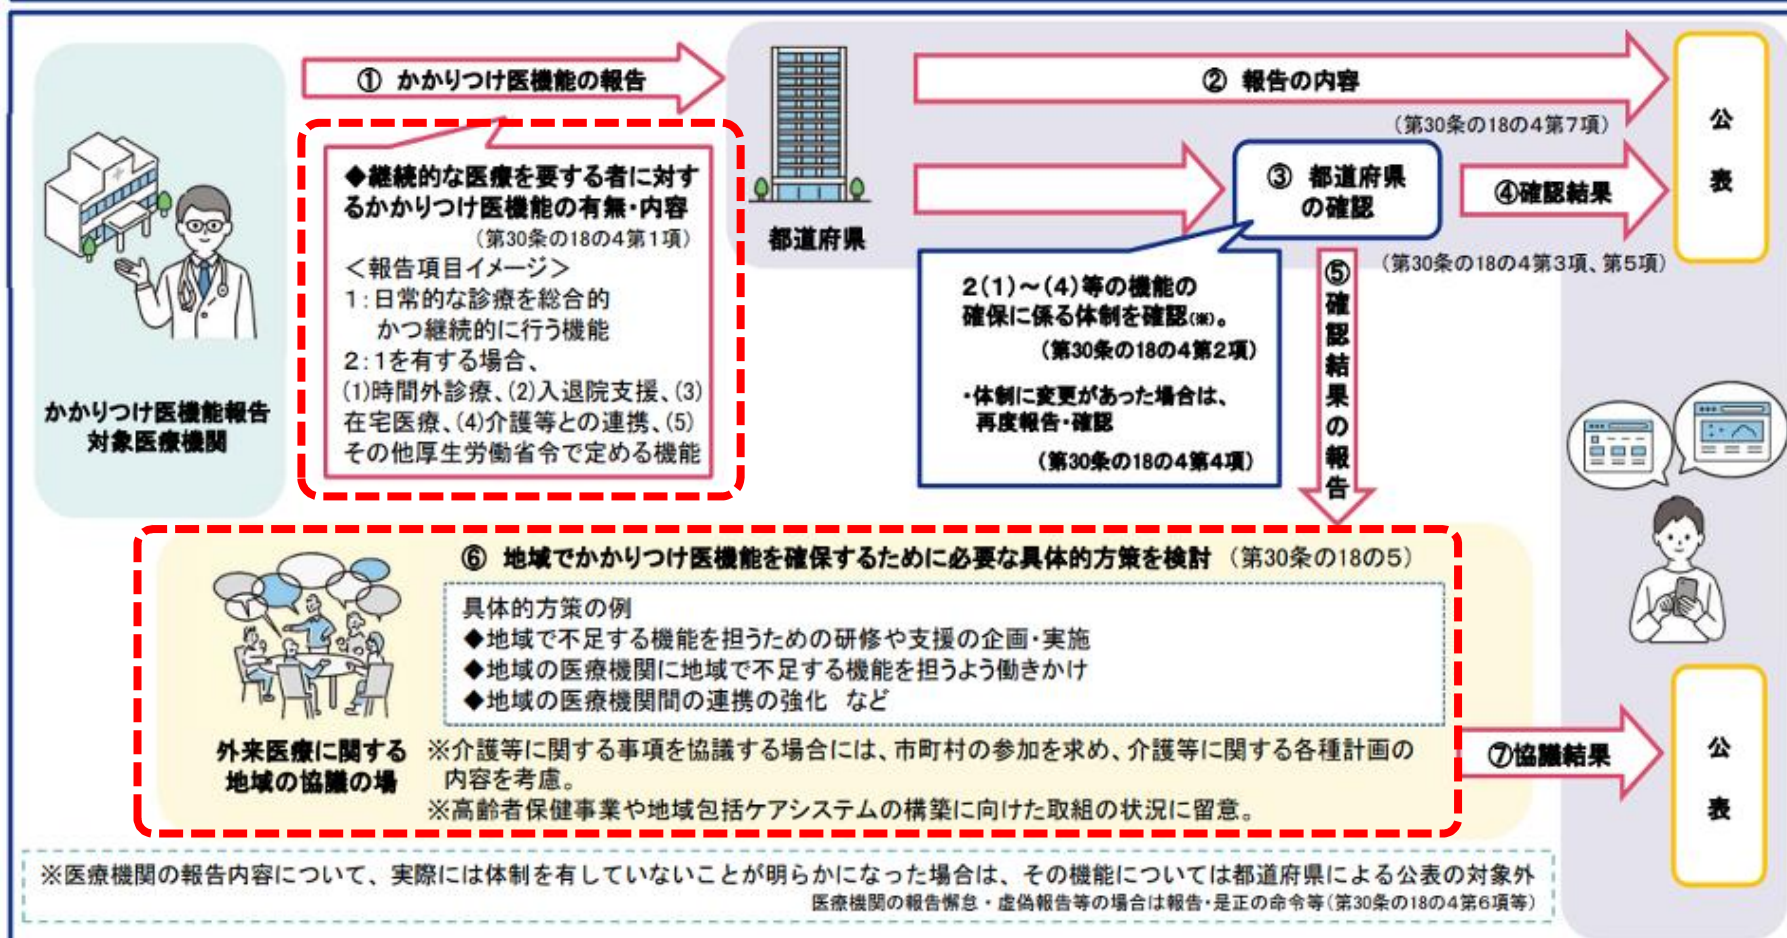 ① かかりつけ医機能の報告
◆継続的な医療を要する者に対す
るかかりつけ医機能の有無・内容
(第30条の18の4第1項)
＜報告項目イメージ＞
1：日常的な診療を総合的
かつ継続的に行う機能
2：1を有する場合、
(1)時間外診療、(2)入退院支援、(3)
在宅医療、(4)介護等との連携、(5)
その他厚生労働省令で定める機能
かかりつけ医機能報告
対象医療機関
都道府県
② 報告の内容
(第30条の18の4第7項)
③ 都道府県
の確認
④確認結果
(第30条の18の4第3項、第5項)
公
表
2(1)～(4)等の機能の
確保に係る体制を確認(※)。
(第30条の18の4第2項)
・体制に変更があった場合は、
再度報告・確認
(第30条の18の4第4項)
⑤確認結果の報告
⑥ 地域でかかりつけ医機能を確保するために必要な具体的方策を検討 (第30条の18の5)
具体的方策の例
◆地域で不足する機能を担うための研修や支援の企画・実施
◆地域の医療機関に地域で不足する機能を担うよう働きかけ
◆地域の医療機関間の連携の強化 など
外来医療に関する
地域の協議の場
※介護等に関する事項を協議する場合には、市町村の参加を求め、介護等に関する各種計画の
内容を考慮。
※高齢者保健事業や地域包括ケアシステムの構築に向けた取組の状況に留意。
⑦協議結果
公
表
※医療機関の報告内容について、実際には体制を有していないことが明らかになった場合は、その機能については都道府県による公表の対象外
医療機関の報告懈怠・虚偽報告等の場合は報告・是正の命令等(第30条の18の4第6項等)